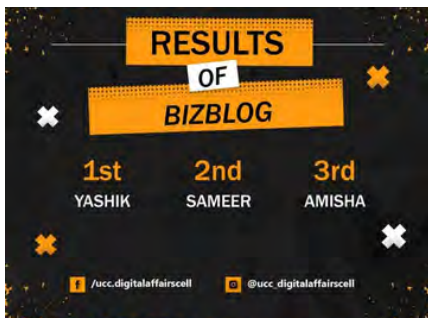 RESULTS
OF
BIZBLOG
1st 2nd 3rd
YASHIK SAMEER AMISHA
/ucc.digitalaffairscell @ucc_digitalaffairscell